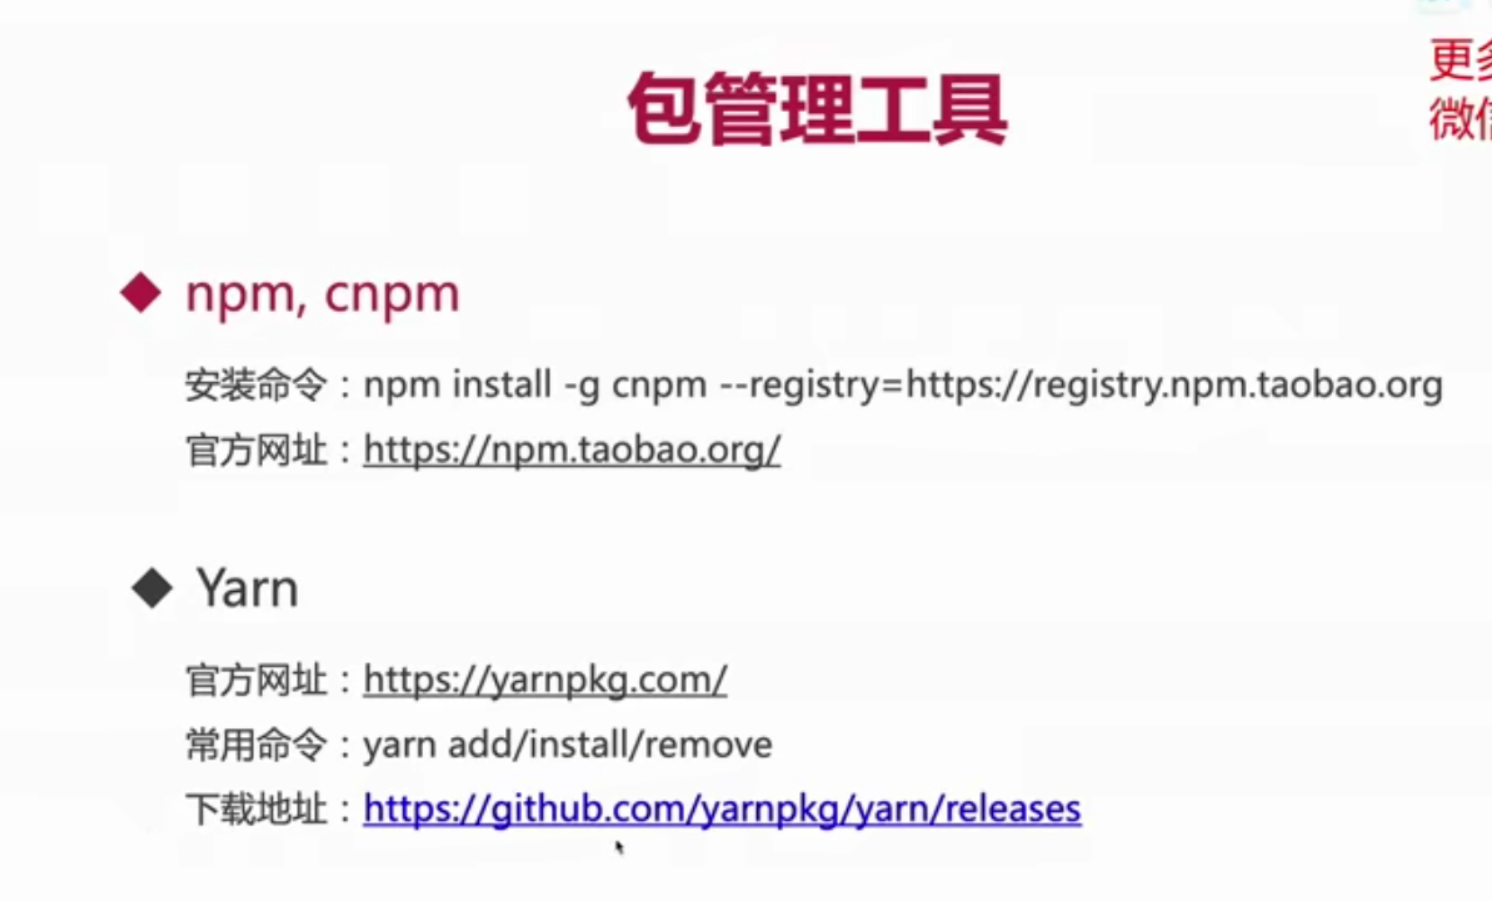 包管理工具
更
微信
npm, cnpm
安装命令：npm install -g cnpm --registry=https://registry.npm.taobao.org
官方网址：https://npm.taobao.org/
Yarn
官方网址：https://yarnpkg.com/
常用命令：yarn add/install/remove
下载地址：https://github.com/yarnpkg/yarn/releases